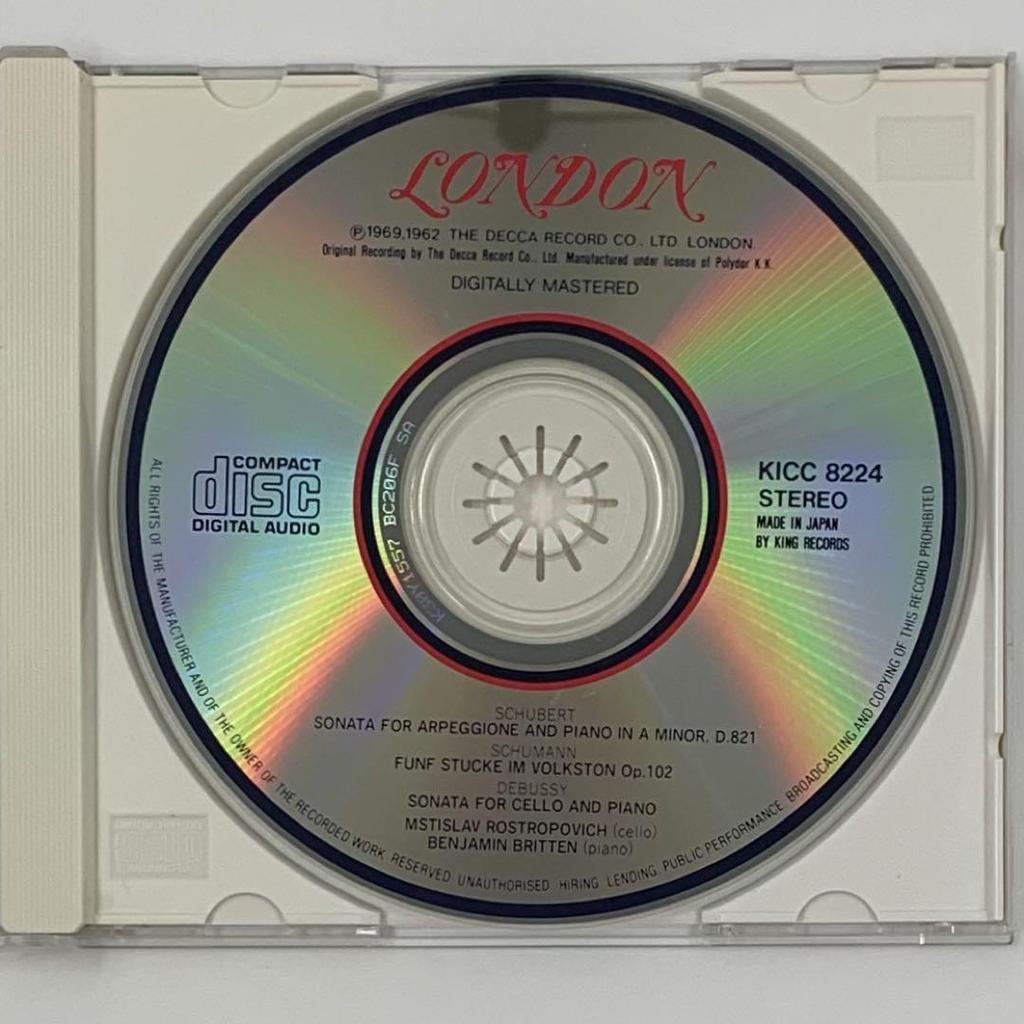 LONDON
℗1969,1962 THE DECCA RECORD CO., LTD. LONDON
Original Recording by The Decca Record Co., Ltd. Manufactured under license of Polydor K.K.
DIGITALLY MASTERED
COMPACT
disc
DIGITAL AUDIO
KICC 8224
STEREO
MADE IN JAPAN
BY KING RECORDS
BC206F SA
SCHUBERT
SONATA FOR ARPEGGIONE AND PIANO IN A MINOR, D.821
SCHUMANN
FUNF STUCKE IM VOLKSTON Op.102
DEBUSSY
SONATA FOR CELLO AND PIANO
MSTISLAV ROSTROPOVICH (cello)
BENJAMIN BRITTEN (piano)
ALL RIGHTS OF THE MANUFACTURER AND OF THE OWNER OF THE RECORDED WORK RESERVED. UNAUTHORISED HIRING, LENDING, PUBLIC PERFORMANCE, BROADCASTING AND COPYING OF THIS RECORD PROHIBITED